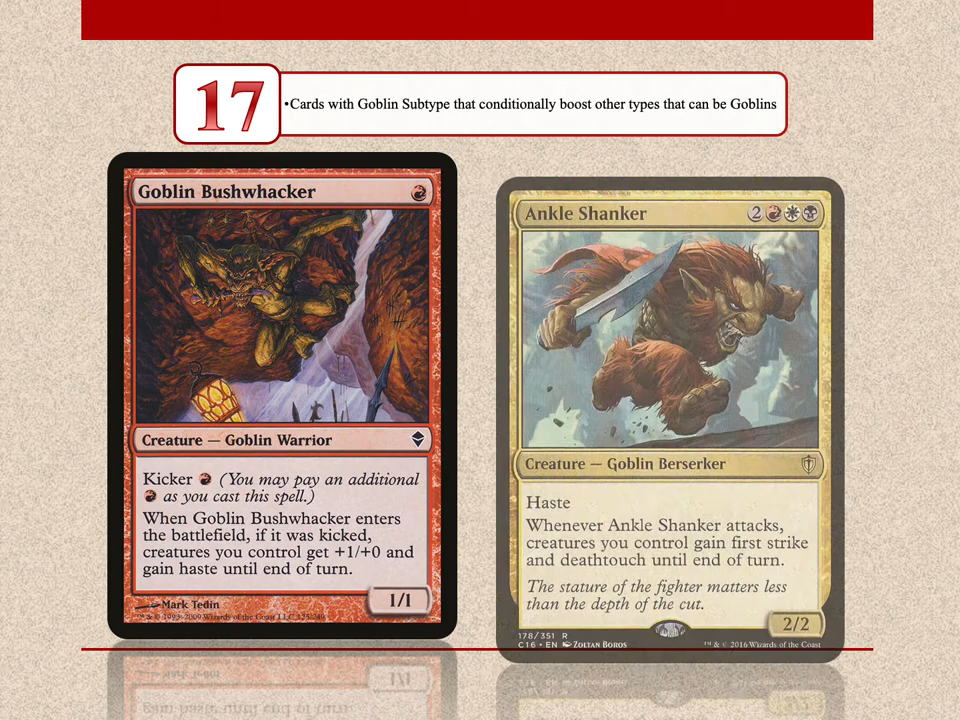 17
•Cards with Goblin Subtype that conditionally boost other types that can be Goblins
Goblin Bushwhacker
Creature — Goblin Warrior
Kicker (You may pay an additional
as you cast this spell.)
When Goblin Bushwhacker enters
the battlefield, if it was kicked,
creatures you control get +1/+0 and
gain haste until end of turn.
Mark Tedin
1/1
Ankle Shanker
2
Creature — Goblin Berserker
Haste
Whenever Ankle Shanker attacks,
creatures you control gain first strike
and deathtouch until end of turn.
The stature of the fighter matters less
than the depth of the cut.
2/2
178/351 R
C16 • EN Zoltan Boros
™ & © 2016 Wizards of the Coast